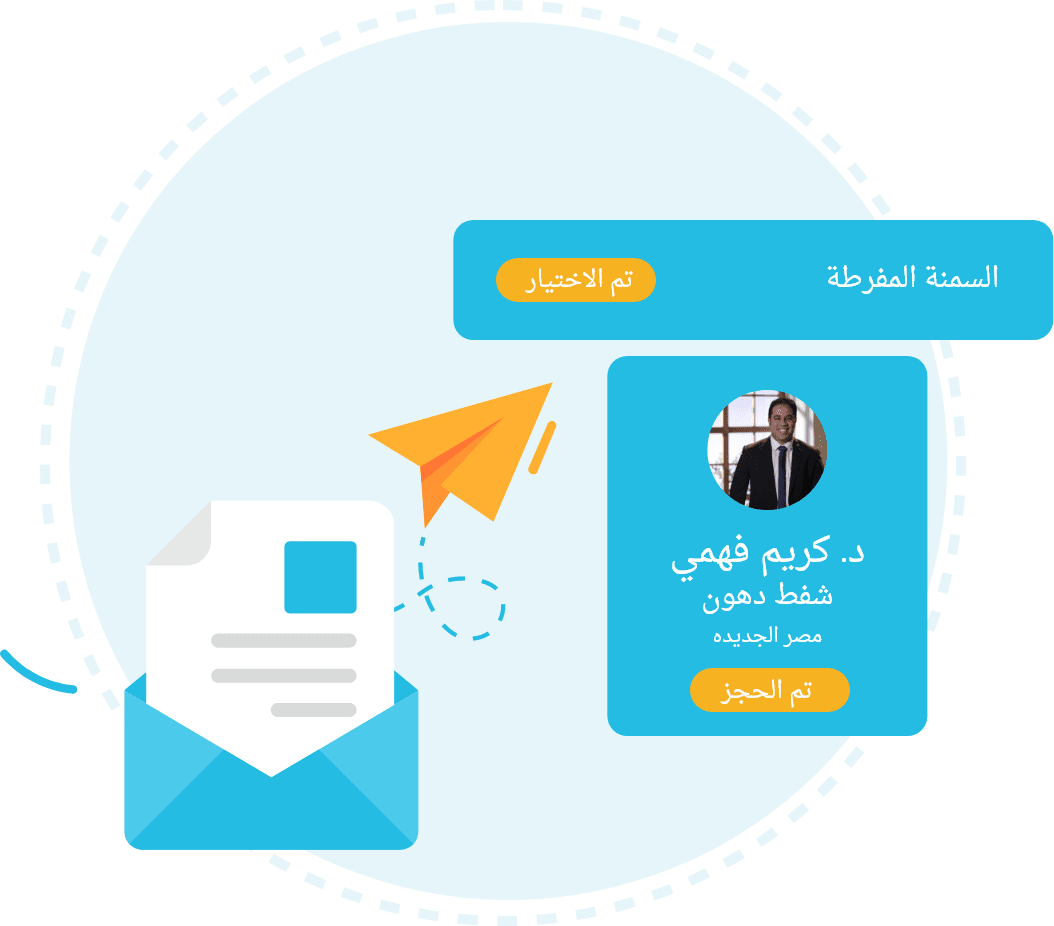 السمنة المفرطة
تم الاختيار
د. كريم فهمي
شفط دهون
مصر الجديده
تم الحجز